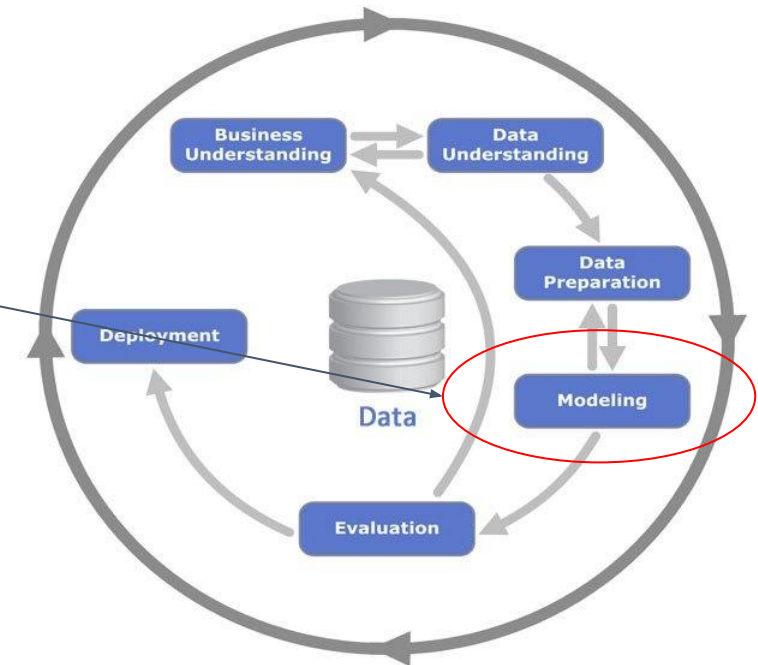 Business
Understanding
Data
Understanding
Data
Preparation
Deployment
Modeling
Data
Evaluation